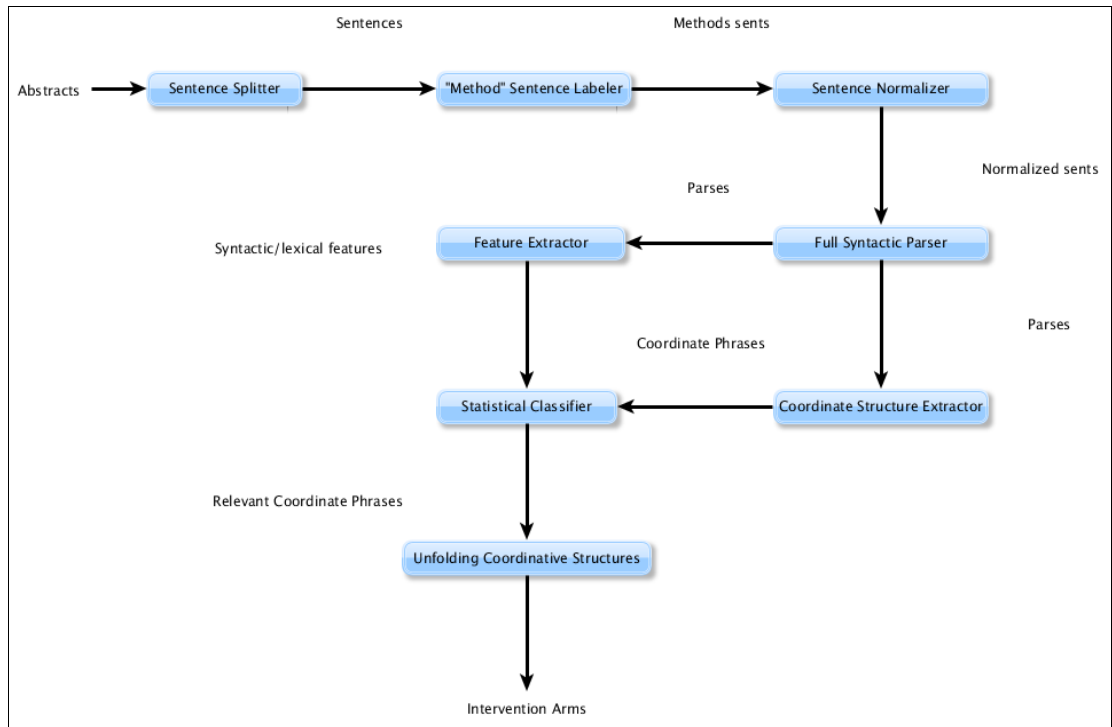 Sentences
Methods sents
Abstracts
Sentence Splitter
"Method" Sentence Labeler
Sentence Normalizer
Normalized sents
Parses
Syntactic/lexical features
Feature Extractor
Full Syntactic Parser
Parses
Coordinate Phrases
Statistical Classifier
Coordinate Structure Extractor
Relevant Coordinate Phrases
Unfolding Coordinative Structures
Intervention Arms